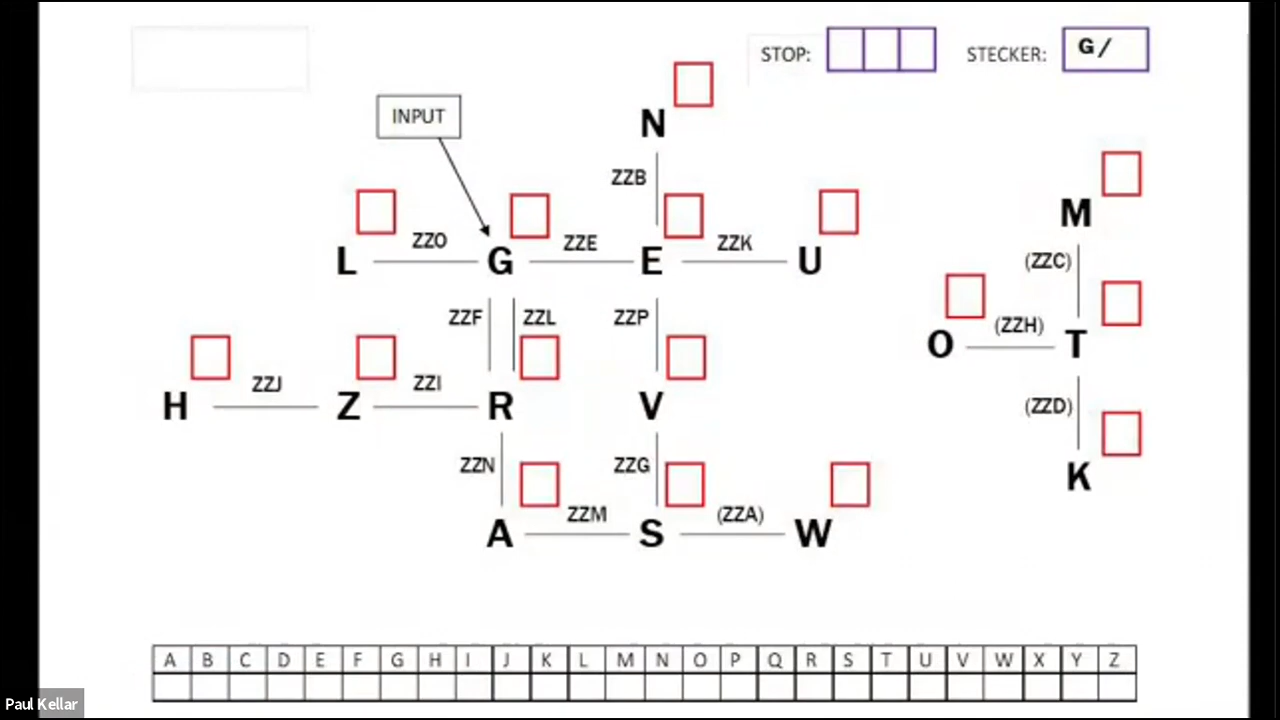 STOP: STECKER: G/
INPUT
N
ZZB
M
L ZZO G ZZE E ZZK U
(ZZC)
ZZF ZZL ZZP
O (ZZH) T
H ZZJ Z ZZI R V
(ZZD)
ZZN ZZG
K
A ZZM S (ZZA) W
A B C D E F G H I J K L M N O P Q R S T U V W X Y Z
Paul Kellar